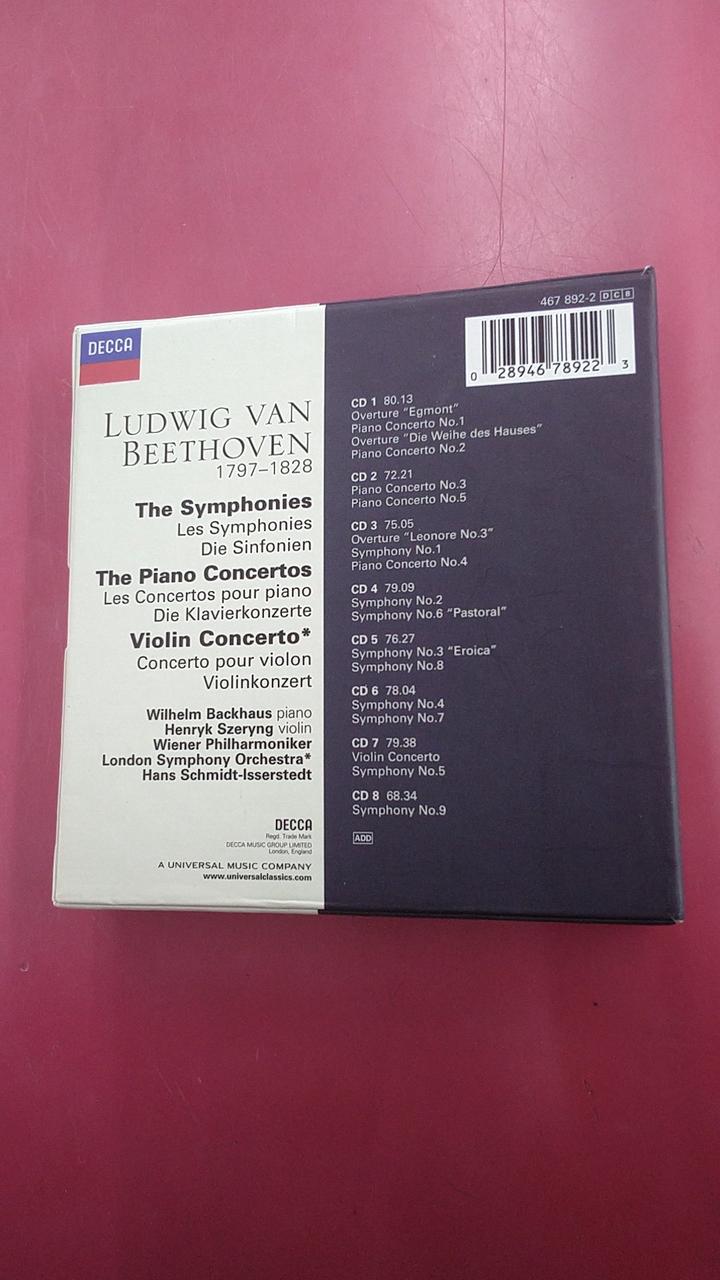 DECCA
LUDWIG VAN
BEETHOVEN
1797–1828
The Symphonies
Les Symphonies
Die Sinfonien
The Piano Concertos
Les Concertos pour piano
Die Klavierkonzerte
Violin Concerto*
Concerto pour violon
Violinkonzert
Wilhelm Backhaus piano
Henryk Szeryng violin
Wiener Philharmoniker
London Symphony Orchestra*
Hans Schmidt-Isserstedt
DECCA
Regd. Trade Mark
DECCA MUSIC GROUP LIMITED
London, England
A UNIVERSAL MUSIC COMPANY
www.universalclassics.com
467 892-2 DC8
0 28946 78922 3
CD 1 80.13
Overture "Egmont"
Piano Concerto No.1
Overture "Die Weihe des Hauses"
Piano Concerto No.2
CD 2 72.21
Piano Concerto No.3
Piano Concerto No.5
CD 3 75.05
Overture "Leonore No.3"
Symphony No.1
Piano Concerto No.4
CD 4 79.09
Symphony No.2
Symphony No.6 "Pastoral"
CD 5 76.27
Symphony No.3 "Eroica"
Symphony No.8
CD 6 78.04
Symphony No.4
Symphony No.7
CD 7 79.38
Violin Concerto
Symphony No.5
CD 8 68.34
Symphony No.9
ADD